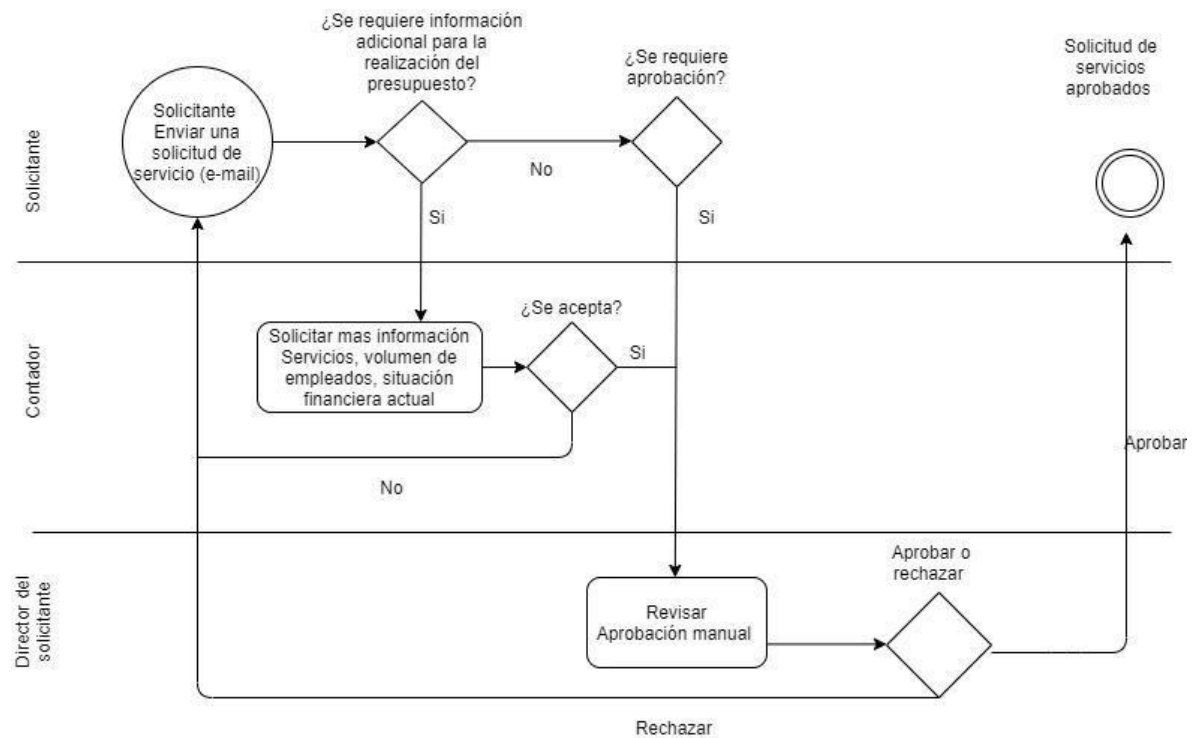 ¿Se requiere información
adicional para la
realización del
presupuesto?
¿Se requiere
aprobación?
Solicitud de
servicios
aprobados
Solicitante
Solicitante
Enviar una
solicitud de
servicio (e-mail)
No
Si
Si
Contador
Solicitar mas información
Servicios, volumen de
empleados, situación
financiera actual
¿Se acepta?
Si
No
Aprobar
Director del
solicitante
Revisar
Aprobación manual
Aprobar o
rechazar
Rechazar